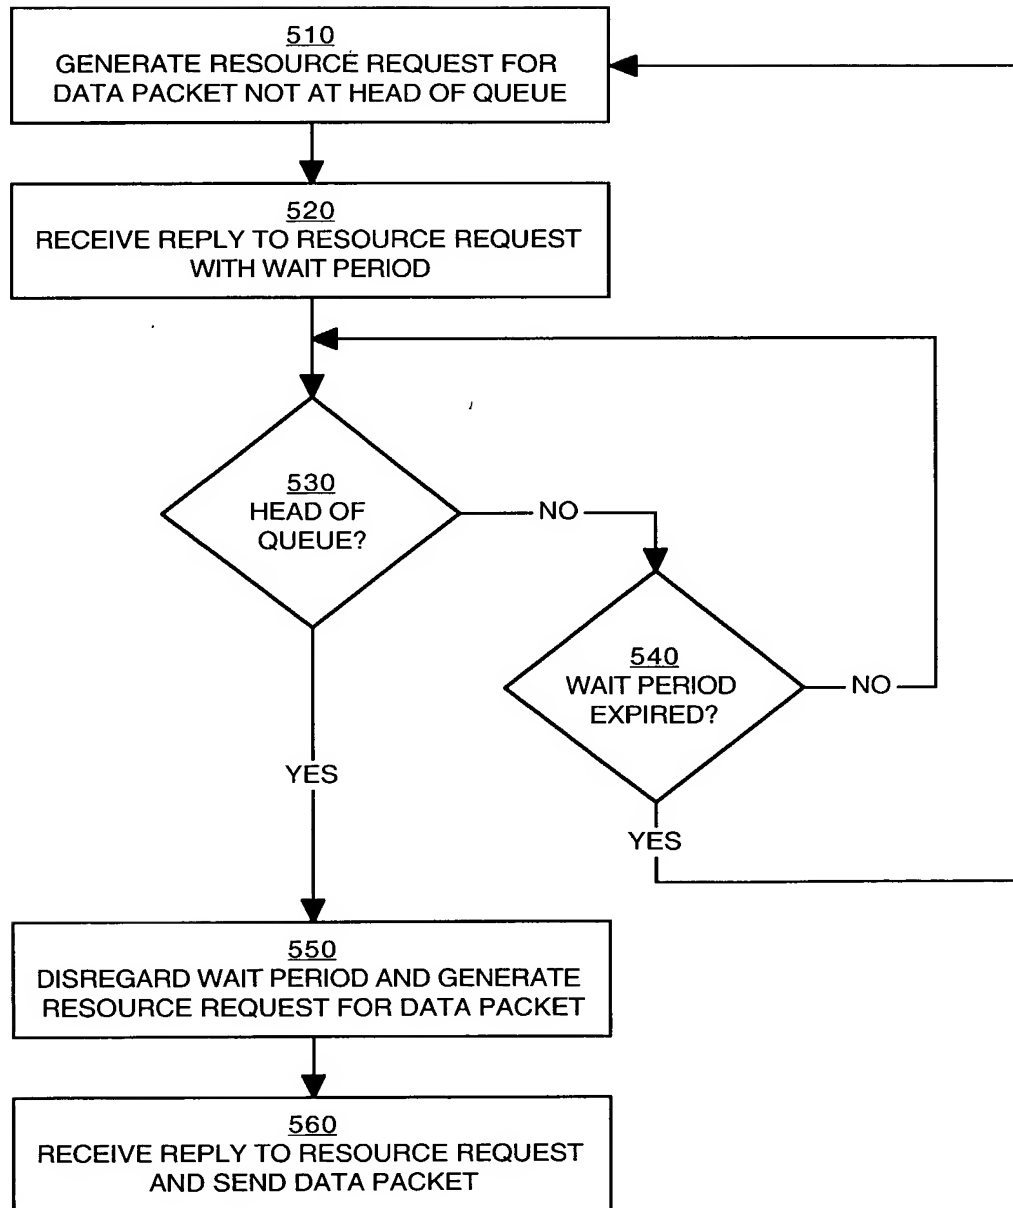 510
GENERATE RESOURCE REQUEST FOR
DATA PACKET NOT AT HEAD OF QUEUE
520
RECEIVE REPLY TO RESOURCE REQUEST
WITH WAIT PERIOD
530
HEAD OF
QUEUE?
NO
540
WAIT PERIOD
EXPIRED?
NO
YES
YES
550
DISREGARD WAIT PERIOD AND GENERATE
RESOURCE REQUEST FOR DATA PACKET
560
RECEIVE REPLY TO RESOURCE REQUEST
AND SEND DATA PACKET